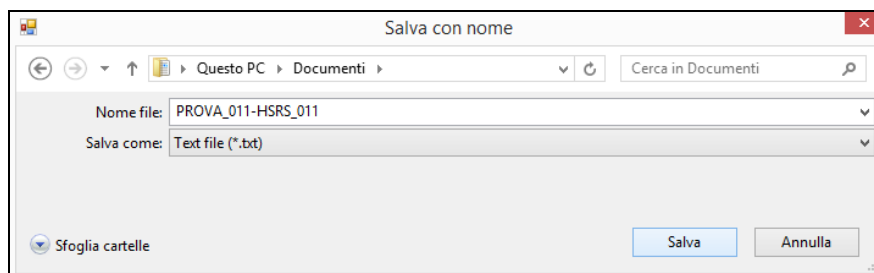 Salva con nome
Questo PC Documenti Cerca in Documenti
Nome file: PROVA_011-HSRS_011
Salva come: Text file (*.txt)
Sfoglia cartelle Salva Annulla